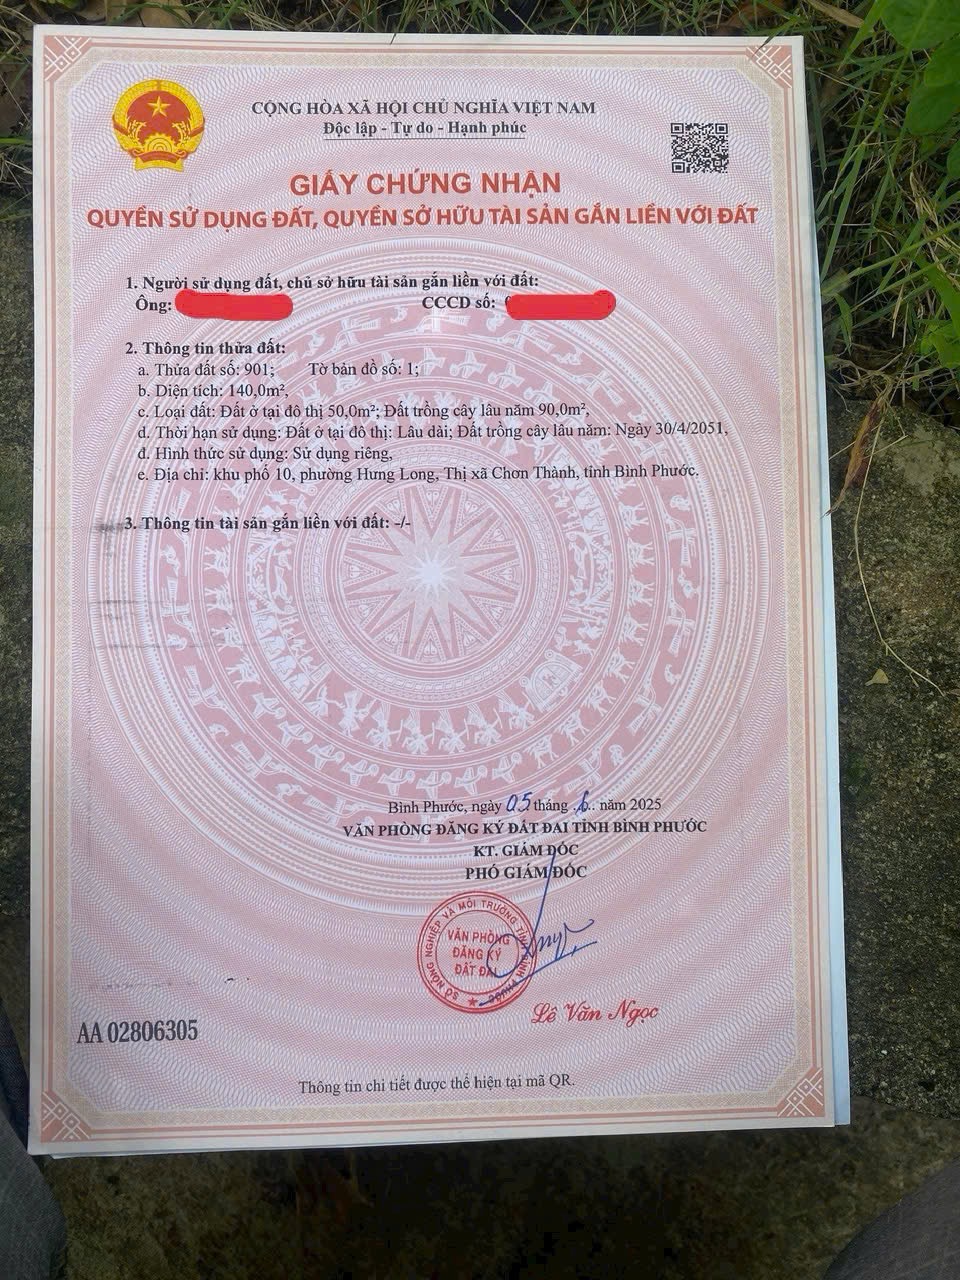 CỘNG HÒA XÃ HỘI CHỦ NGHĨA VIỆT NAM
Độc lập - Tự do - Hạnh phúc
GIẤY CHỨNG NHẬN
QUYỀN SỬ DỤNG ĐẤT, QUYỀN SỞ HỮU TÀI SẢN GẮN LIỀN VỚI ĐẤT
1. Người sử dụng đất, chủ sở hữu tài sản gắn liền với đất:
Ông: CCCD số:
2. Thông tin thửa đất:
a. Thửa đất số: 901; Tờ bản đồ số: 1;
b. Diện tích: 140,0m²,
c. Loại đất: Đất ở tại đô thị 50,0m²; Đất trồng cây lâu năm 90,0m²,
d. Thời hạn sử dụng: Đất ở tại đô thị: Lâu dài; Đất trồng cây lâu năm: Ngày 30/4/2051,
đ. Hình thức sử dụng: Sử dụng riêng,
e. Địa chỉ: khu phố 10, phường Hưng Long, Thị xã Chơn Thành, tỉnh Bình Phước.
3. Thông tin tài sản gắn liền với đất: -/-
Bình Phước, ngày 05 tháng .6.. năm 2025
VĂN PHÒNG ĐĂNG KÝ ĐẤT ĐAI TỈNH BÌNH PHƯỚC
KT. GIÁM ĐỐC
PHÓ GIÁM ĐỐC
SỞ NÔNG NGHIỆP VÀ MÔI TRƯỜNG TỈNH BÌNH PHƯỚC
VĂN PHÒNG
ĐĂNG KÝ
ĐẤT ĐAI
Lê Văn Ngọc
AA 02806305
Thông tin chi tiết được thể hiện tại mã QR.